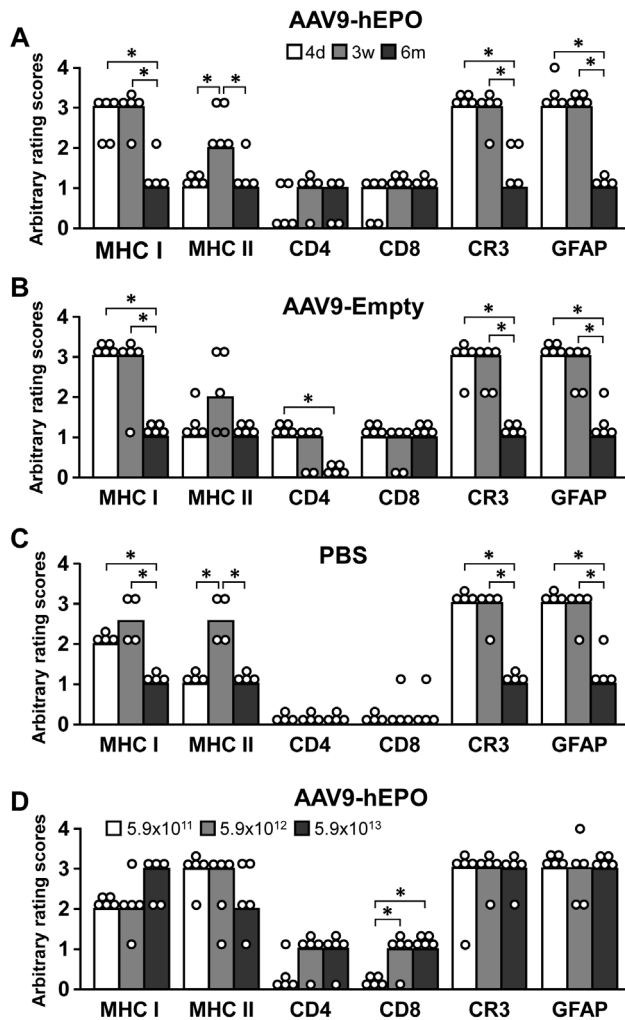 A
AAV9-hEPO
4d 3w 6m
Arbitrary rating scores
4
3
2
1
0
* * * * * * * *
MHC I MHC II CD4 CD8 CR3 GFAP
B
AAV9-Empty
Arbitrary rating scores
4
3
2
1
0
* * * * * * *
MHC I MHC II CD4 CD8 CR3 GFAP
C
PBS
Arbitrary rating scores
4
3
2
1
0
* * * * * * * *
MHC I MHC II CD4 CD8 CR3 GFAP
D
AAV9-hEPO
5.9x10¹¹ 5.9x10¹² 5.9x10¹³
Arbitrary rating scores
4
3
2
1
0
* *
MHC I MHC II CD4 CD8 CR3 GFAP